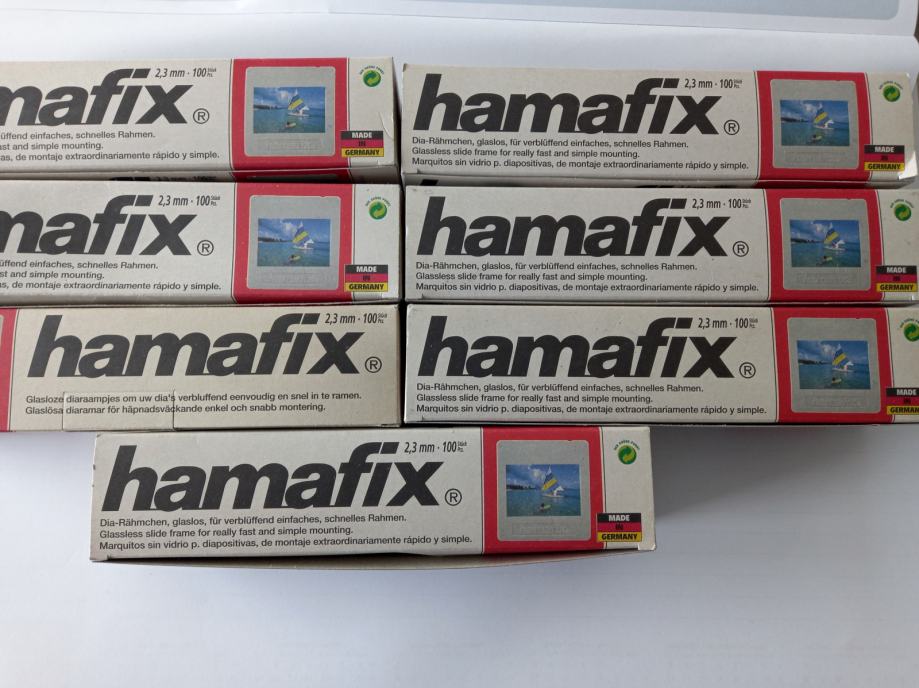 2,3 mm · 100 Stück Pcs.
mafix®
lüffend einfaches, schnelles Rahmen.
ast and simple mounting.
as, de montaje extraordinariamente rápido y simple.
MADE
IN
GERMANY
2,3 mm · 100 Stück Pcs.
hamafix®
Dia-Rähmchen, glaslos, für verblüffend einfaches, schnelles Rahmen.
Glassless slide frame for really fast and simple mounting.
Marquitos sin vidrio p. diapositivas, de montaje extraordinariamente rápido y simple.
MADE
IN
GERMANY
2,3 mm · 100 Stück Pcs.
mafix®
lüffend einfaches, schnelles Rahmen.
st and simple mounting.
s, de montaje extraordinariamente rápido y simple.
MADE
IN
GERMANY
2,3 mm · 100 Stück Pcs.
hamafix®
Dia-Rähmchen, glaslos, für verblüffend einfaches, schnelles Rahmen.
Glassless slide frame for really fast and simple mounting.
Marquitos sin vidrio p. diapositivas, de montaje extraordinariamente rápido y simple.
MADE
IN
GERMANY
2,3 mm · 100 Stück Pcs.
hamafix®
Glasloze diaraampjes om uw dia's verbluffend eenvoudig en snel in te ramen.
Glaslösa diaramar för häpnadsväckande enkel och snabb montering.
2,3 mm · 100 Stück Pcs.
hamafix®
Dia-Rähmchen, glaslos, für verblüffend einfaches, schnelles Rahmen.
Glassless slide frame for really fast and simple mounting.
Marquitos sin vidrio p. diapositivas, de montaje extraordinariamente rápido y simple.
MADE
IN
GERMANY
2,3 mm · 100 Stück Pcs.
hamafix®
Dia-Rähmchen, glaslos, für verblüffend einfaches, schnelles Rahmen.
Glassless slide frame for really fast and simple mounting.
Marquitos sin vidrio p. diapositivas, de montaje extraordinariamente rápido y simple.
MADE
IN
GERMANY